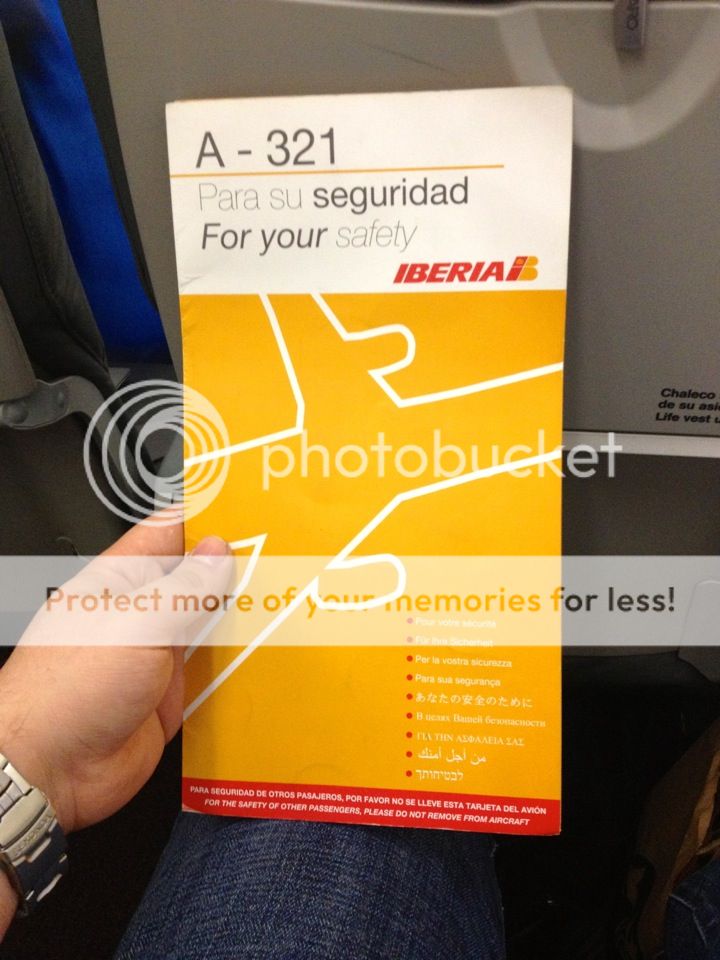 A - 321
Para su seguridad
For your safety
IBERIA
Chaleco
Life vest
photobucket
Protect more of your memories for less!
Pour votre sécurité
Für Ihre Sicherheit
Per la vostra sicurezza
Para sua segurança
あなたの安全のために
В целях Вашей безопасности
ΓΙΑ ΤΗΝ ΑΣΦΑΛΕΙΑ ΣΑΣ
من أجل أمنك
לבטיחותך
PARA SEGURIDAD DE OTROS PASAJEROS, POR FAVOR NO SE LLEVE ESTA TARJETA DEL AVIÓN
FOR THE SAFETY OF OTHER PASSENGERS, PLEASE DO NOT REMOVE FROM AIRCRAFT